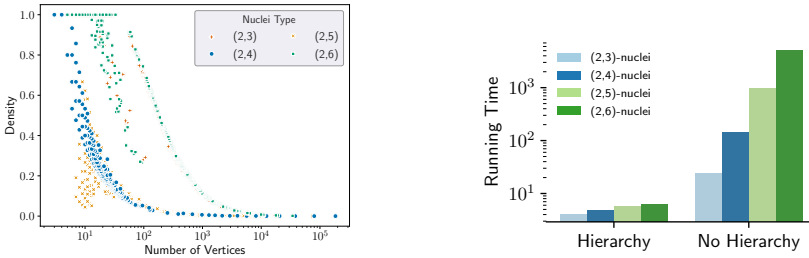 Nuclei Type
(2,3)
(2,5)
(2,4)
(2,6)
1.0
0.8
0.6
0.4
0.2
0.0
Density
10¹
10²
10³
10⁴
10⁵
Number of Vertices
(2,3)-nuclei
(2,4)-nuclei
(2,5)-nuclei
(2,6)-nuclei
10³
10²
10¹
Running Time
Hierarchy
No Hierarchy